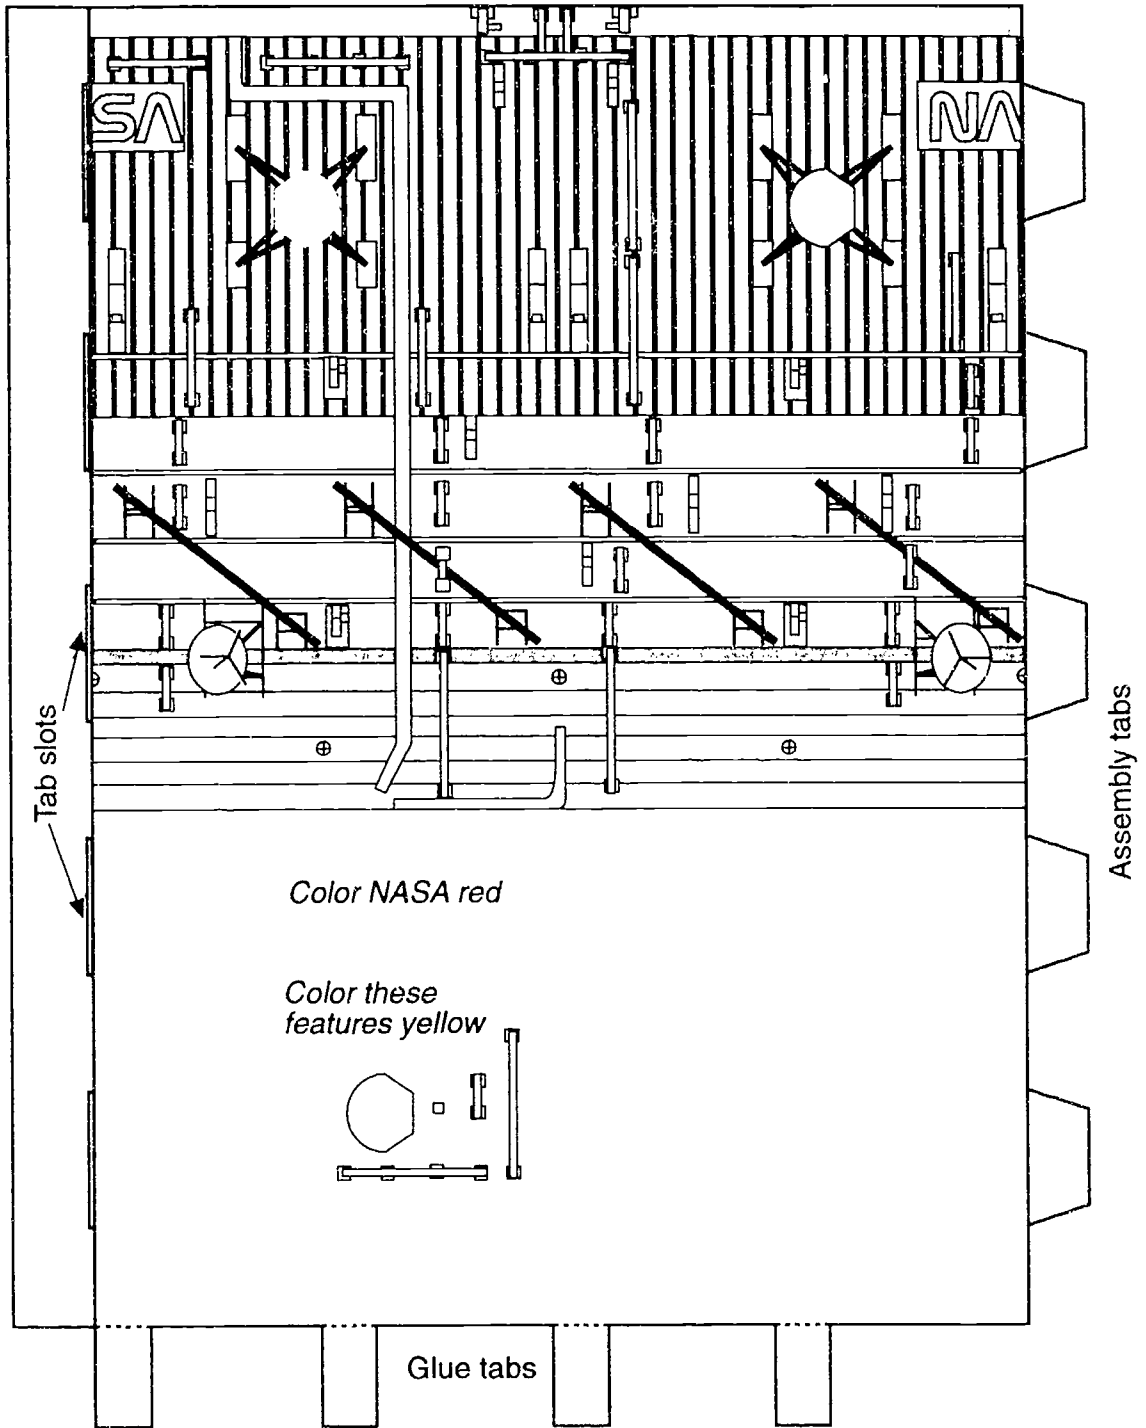 SA
NA
Tab slots
Assembly tabs
Color NASA red
Color these
features yellow
Glue tabs